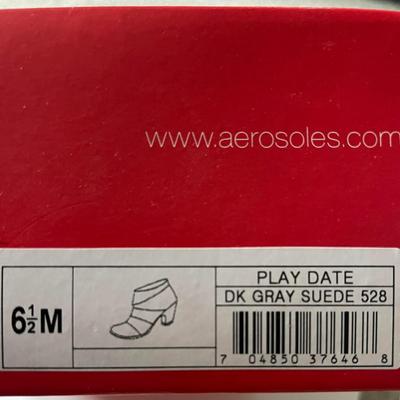 www.aerosoles.com
6½M
PLAY DATE
DK GRAY SUEDE 528
7 04850 37646 8